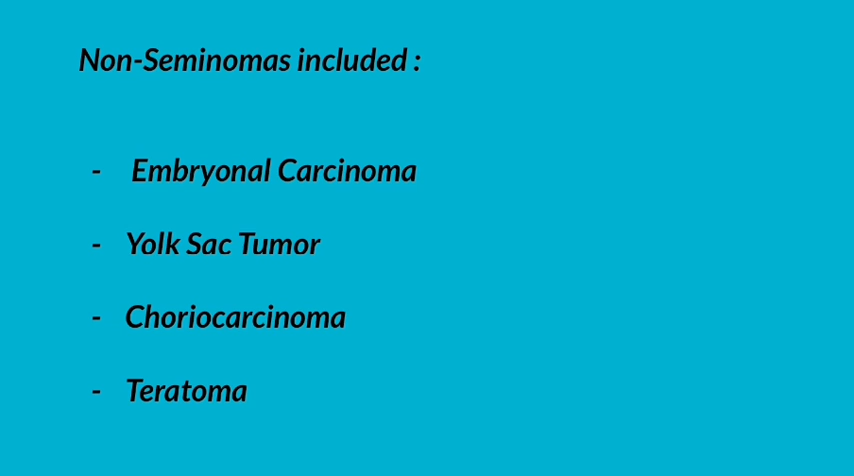 Non-Seminomas included :
- Embryonal Carcinoma
- Yolk Sac Tumor
- Choriocarcinoma
- Teratoma